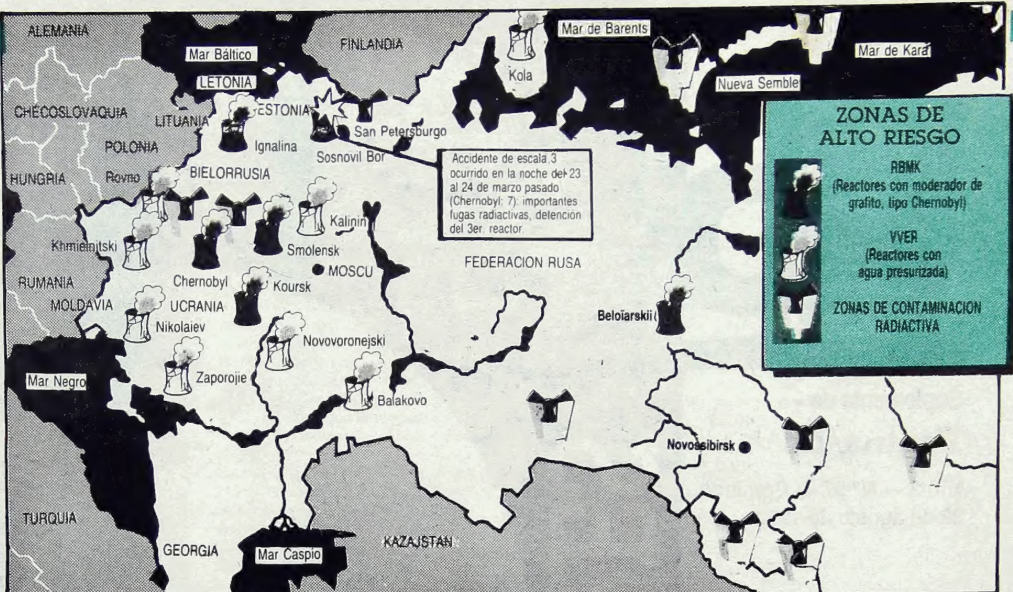 ALEMANIA
Mar Báltico
FINLANDIA
Mar de Barents
Mar de Kara
Kola
Nueva Semble
LETONIA
CHECOSLOVAQUIA
LITUANIA
ESTONIA
San Petersburgo
POLONIA
Ignalina
Sosnovil Bor
HUNGRIA
Rovno
BIELORRUSIA
Accidente de escala 3
ocurrido en la noche del 23
al 24 de marzo pasado
(Chernobyl: 7): importantes
fugas radiactivas, detención
del 3er. reactor.
Kalinin
Khmielnitski
Smolensk
MOSCU
FEDERACION RUSA
RUMANIA
Chernobyl
Koursk
MOLDAVIA
UCRANIA
Nikolaiev
Beloïarskii
Novovoronejski
Mar Negro
Zaporojie
Balakovo
Novossibirsk
TURQUIA
GEORGIA
Mar Caspio
KAZAJSTAN
ZONAS DE
ALTO RIESGO
RBMK
(Reactores con moderador de
grafito, tipo Chernobyl)
VVER
(Reactores con
agua presurizada)
ZONAS DE CONTAMINACION
RADIACTIVA